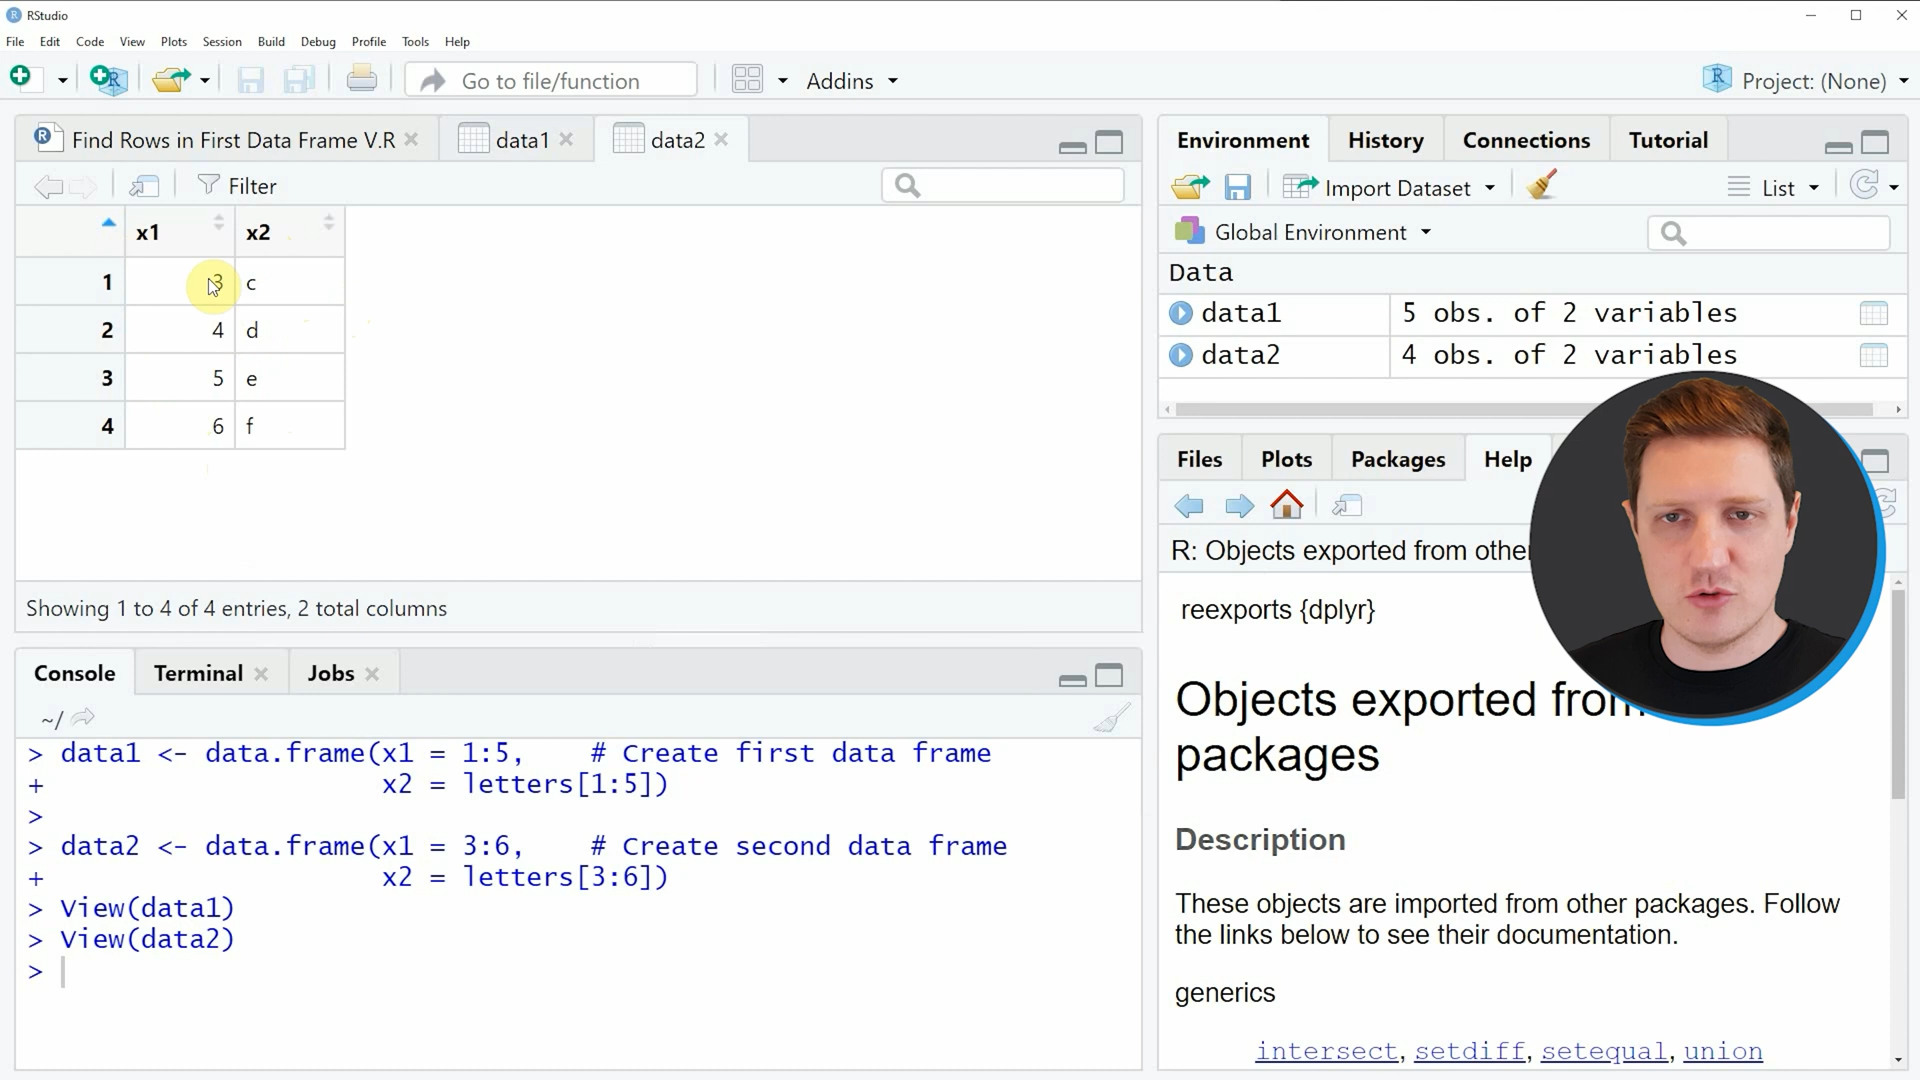 RStudio
File Edit Code View Plots Session Build Debug Profile Tools Help
Go to file/function Addins Project: (None)
Find Rows in First Data Frame V.R data1 data2
Filter
x1 x2
1 3 c
2 4 d
3 5 e
4 6 f
Showing 1 to 4 of 4 entries, 2 total columns
Console Terminal Jobs
~/
> data1 <- data.frame(x1 = 1:5, # Create first data frame
+ x2 = letters[1:5])
>
> data2 <- data.frame(x1 = 3:6, # Create second data frame
+ x2 = letters[3:6])
> View(data1)
> View(data2)
>
Environment History Connections Tutorial
Import Dataset List
Global Environment
Data
data1 5 obs. of 2 variables
data2 4 obs. of 2 variables
Files Plots Packages Help
R: Objects exported from other
reexports {dplyr}
Objects exported from
packages
Description
These objects are imported from other packages. Follow
the links below to see their documentation.
generics
intersect, setdiff, setequal, union